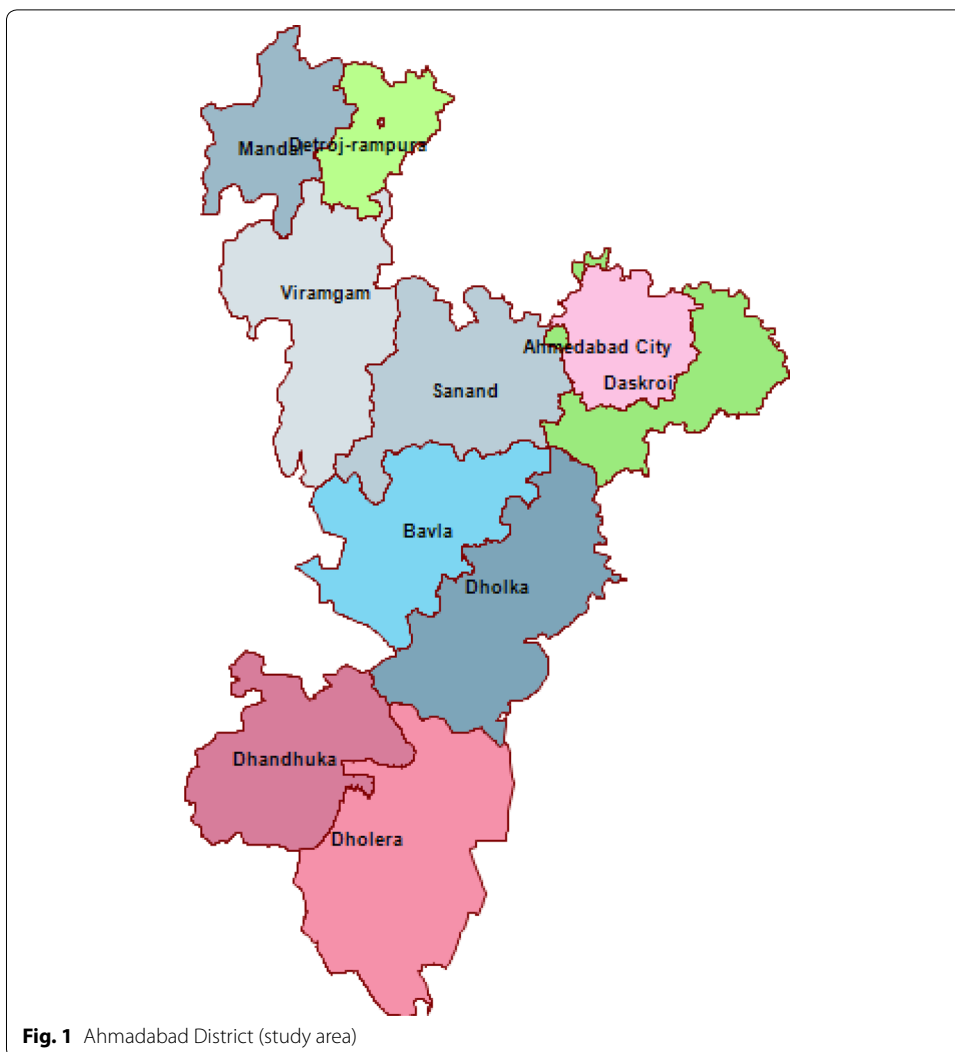 Mandal
Detroj-rampura
Viramgam
Ahmedabad City
Daskroi
Sanand
Bavla
Dholka
Dhandhuka
Dholera
Fig. 1 Ahmadabad District (study area)